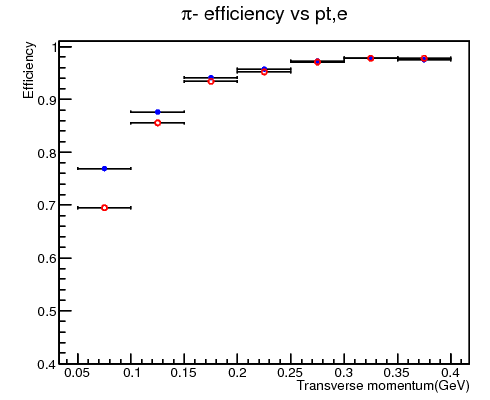 π- efficiency vs pt,e
Efficiency
1
0.9
0.8
0.7
0.6
0.5
0.4
0.05 0.1 0.15 0.2 0.25 0.3 0.35 0.4
Transverse momentum(GeV)